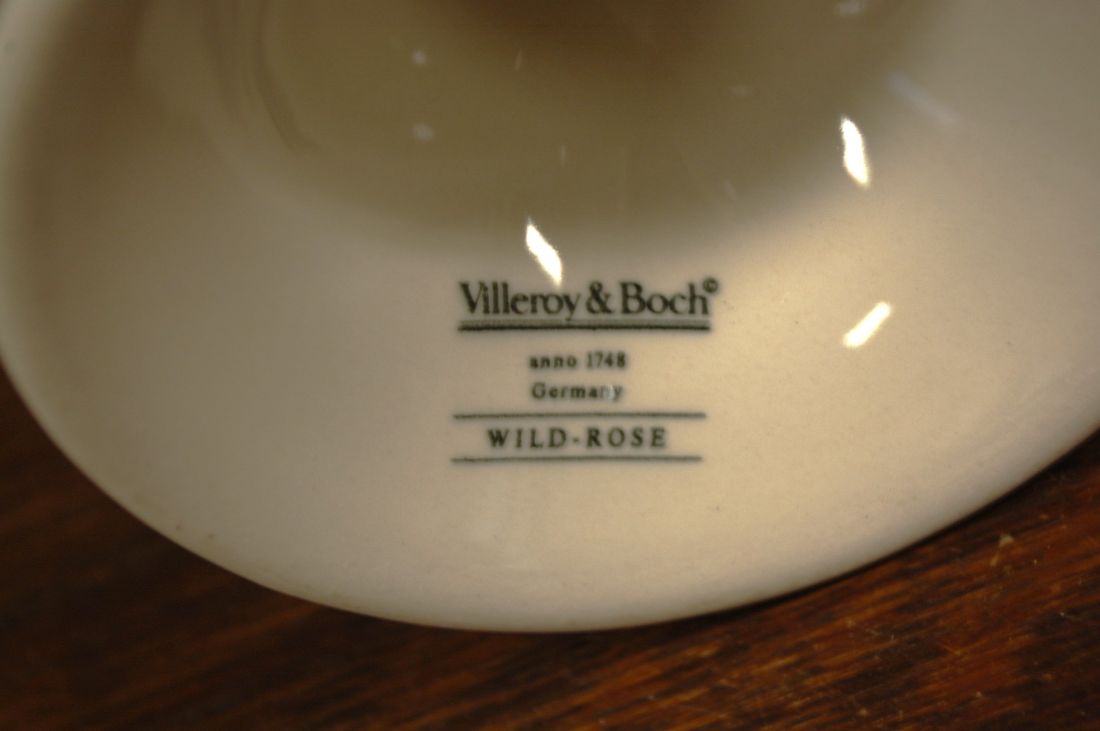 Villeroy & Boch©
anno 1748
Germany
WILD-ROSE